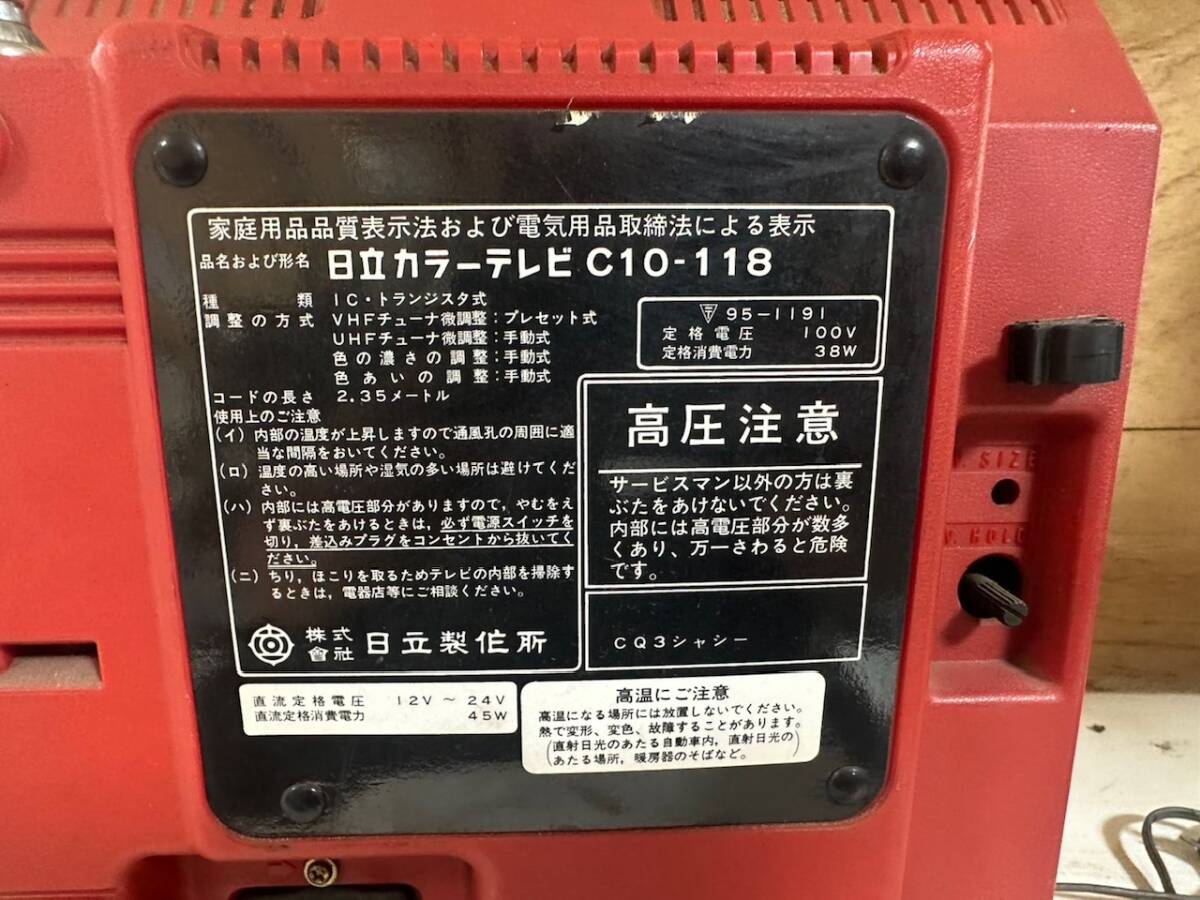 家庭用品品質表示法および電気用品取締法による表示
品名および形名 日立カラーテレビ C10-118
種類 IC・トランジスタ式
調整の方式 VHFチューナ微調整:プレセット式
UHFチューナ微調整:手動式
色の濃さの調整:手動式
色あいの調整:手動式
コードの長さ 2.35メートル
95-1191
定格電圧 100V
定格消費電力 38W
使用上のご注意
(イ) 内部の温度が上昇しますので通風孔の周囲に適
当な間隔をおいてください。
(ロ) 温度の高い場所や湿気の多い場所は避けてくだ
さい。
(ハ) 内部には高電圧部分がありますので,やむをえ
ず裏ぶたをあけるときは,必ず電源スイッチを
切り,差込みプラグをコンセントから抜いてく
ださい。
(ニ) ちり,ほこりを取るためテレビの内部を掃除す
るときは,電器店等にご相談ください。
株式會社 日立製作所
高圧注意
サービスマン以外の方は裏
ぶたをあけないでください。
内部には高電圧部分が数多
くあり、万一さわると危険
です。
CQ3シャシー
直流定格電圧 12V~24V
直流定格消費電力 45W
高温にご注意
高温になる場所には放置しないでください。
熱で変形、変色、故障することがあります。
(直射日光のあたる自動車内,直射日光の
あたる場所,暖房器のそばなど。)
V. SIZE
V. HOLD